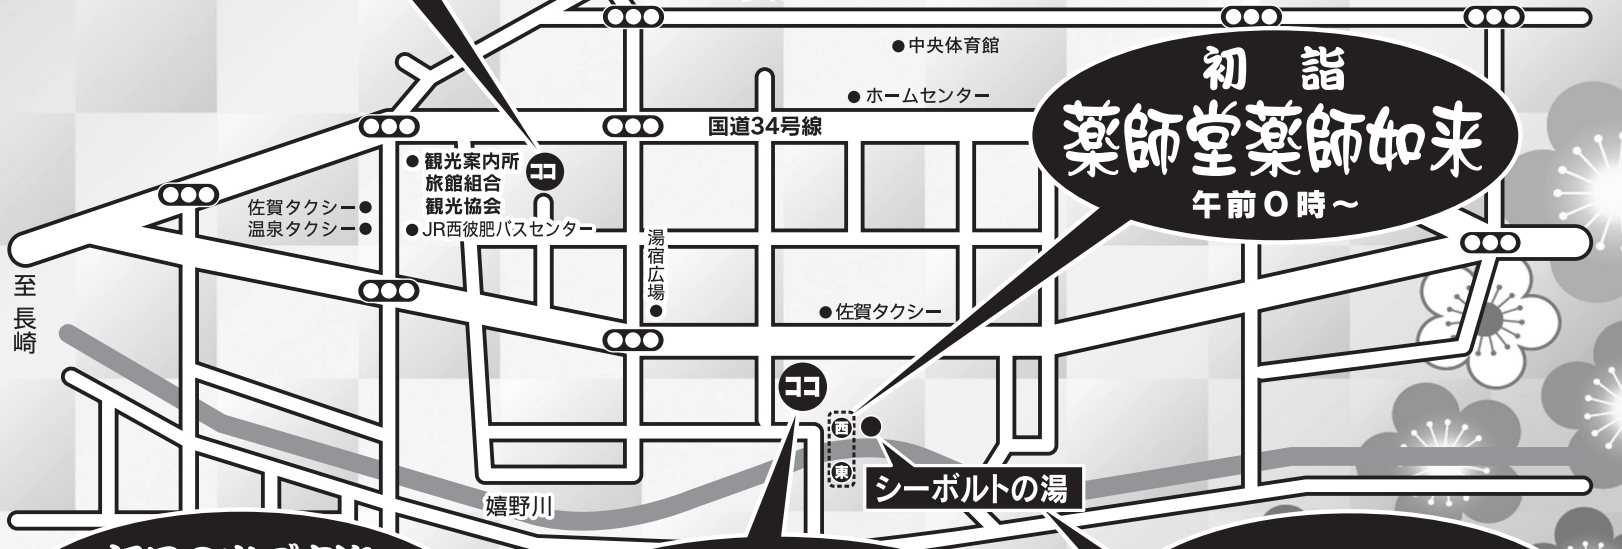 中央体育館
ホームセンター
国道34号線
初 詣
薬師堂薬師如来
午前0時〜
観光案内所
旅館組合
観光協会
JR西彼肥バスセンター
ココ
佐賀タクシー
温泉タクシー
湯宿広場
佐賀タクシー
至 長崎
ココ
西
東
シーボルトの湯
嬉野川